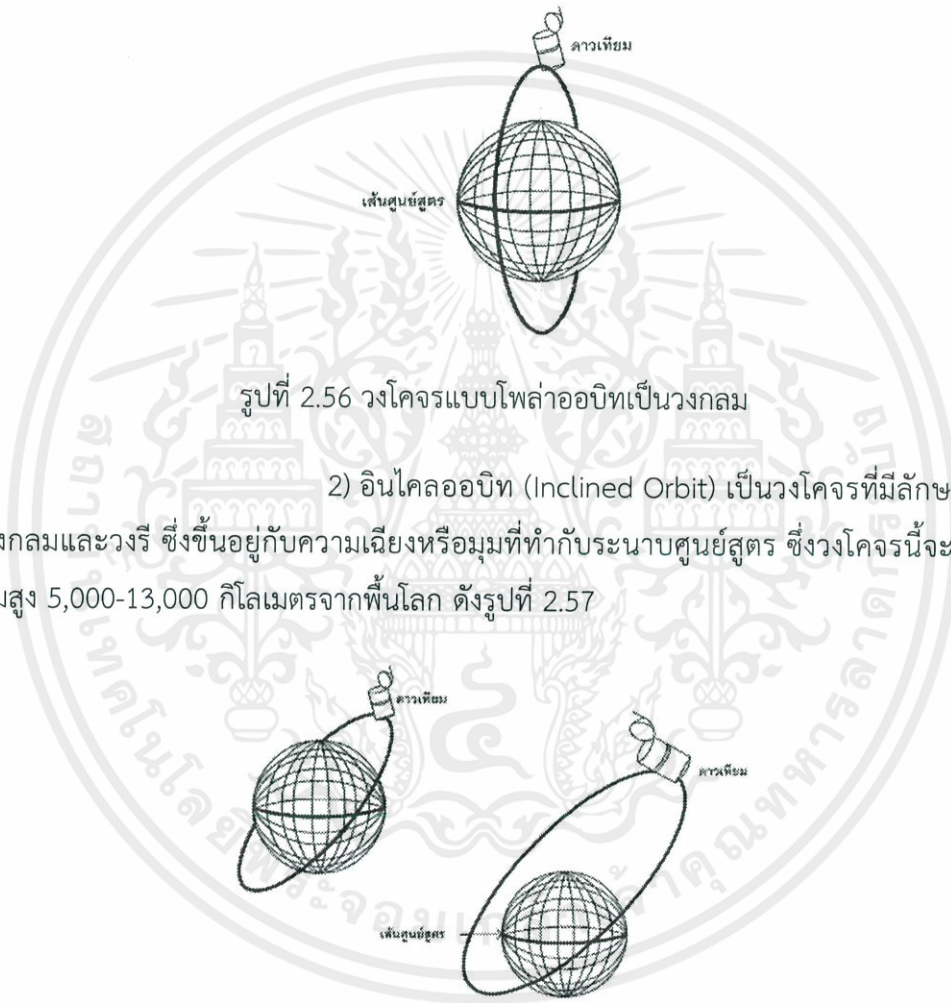 ดาวเทียม
เส้นศูนย์สูตร
รูปที่ 2.56 วงโคจรแบบโพล่าออบิทเป็นวงกลม
2) อินไคลออบิท (Inclined Orbit) เป็นวงโคจรที่มีลักษ
งกลมและวงรี ซึ่งขึ้นอยู่กับความเฉียงหรือมุมที่ทำกับระนาบศูนย์สูตร ซึ่งวงโคจรนี้จะ
มสูง 5,000-13,000 กิโลเมตรจากพื้นโลก ดังรูปที่ 2.57
ดาวเทียม
ดาวเทียม
เส้นศูนย์สูตร